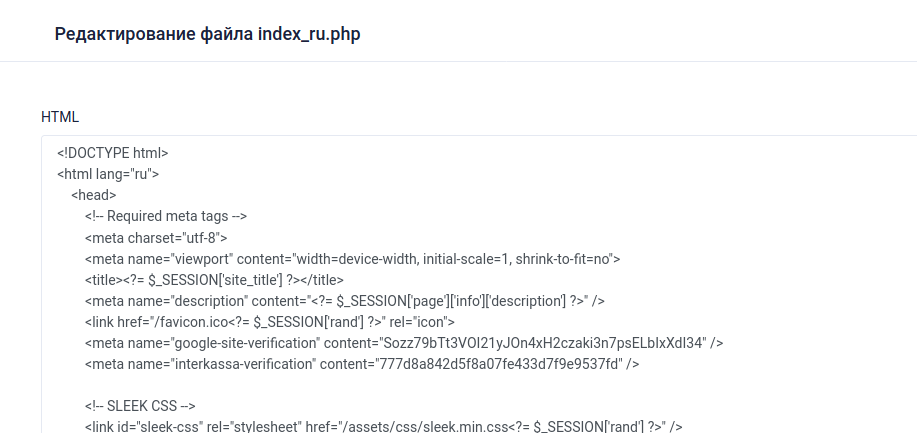 Редактирование файла index_ru.php
HTML
<!DOCTYPE html>
<html lang="ru">
<head>
<!-- Required meta tags -->
<meta charset="utf-8">
<meta name="viewport" content="width=device-width, initial-scale=1, shrink-to-fit=no">
<title><?= $_SESSION['site_title'] ?></title>
<meta name="description" content="<?= $_SESSION['page']['info']['description'] ?>" />
<link href="/favicon.ico<?= $_SESSION['rand'] ?>" rel="icon">
<meta name="google-site-verification" content="Sozz79bTt3VOI21yJOn4xH2czaki3n7psELbIxXdI34" />
<meta name="interkassa-verification" content="777d8a842d5f8a07fe433d7f9e9537fd" />
<!-- SLEEK CSS -->
<link id="sleek-css" rel="stylesheet" href="/assets/css/sleek.min.css<?= $_SESSION['rand'] ?>" />